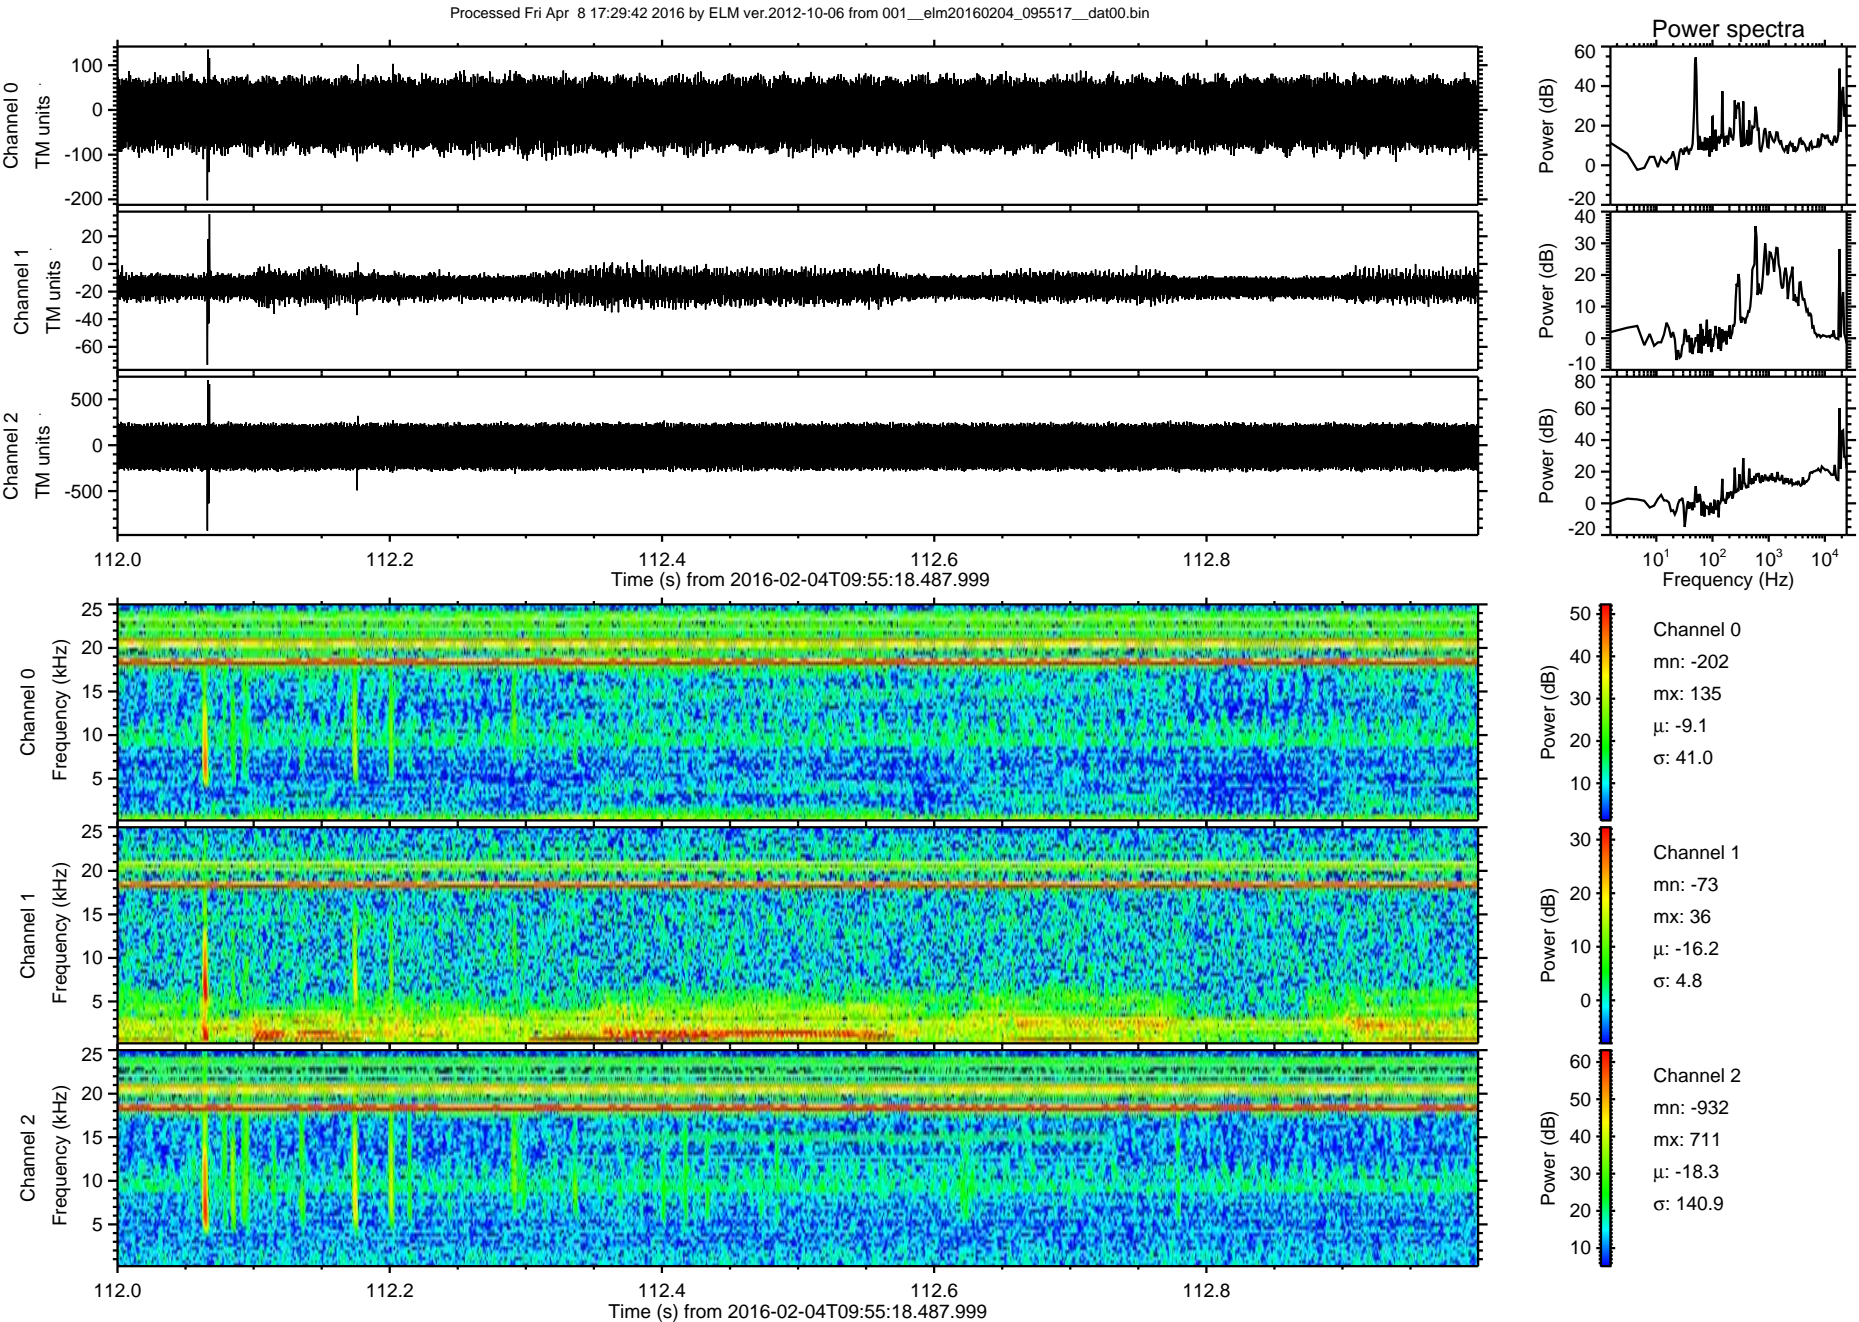 Processed Fri Apr  8 17:29:42 2016 by ELM ver.2012-10-06 from 001__elm20160204_095517__dat00.bin
Power spectra
Channel 0
TM units
100
0
-100
-200
Power (dB)
60
40
20
0
-20
Channel 1
TM units
20
0
-20
-40
-60
Power (dB)
40
30
20
10
0
-10
Channel 2
TM units
500
0
-500
Power (dB)
80
60
40
20
0
-20
112.0 112.2 112.4 112.6 112.8
Time (s) from 2016-02-04T09:55:18.487.999
10¹ 10² 10³ 10⁴
Frequency (Hz)
Channel 0
Frequency (kHz)
25
20
15
10
5
Power (dB)
50
40
30
20
10
Channel 0
mn: -202
mx: 135
μ: -9.1
σ: 41.0
Channel 1
Frequency (kHz)
25
20
15
10
5
Power (dB)
30
20
10
0
Channel 1
mn: -73
mx: 36
μ: -16.2
σ: 4.8
Channel 2
Frequency (kHz)
25
20
15
10
5
Power (dB)
60
50
40
30
20
10
Channel 2
mn: -932
mx: 711
μ: -18.3
σ: 140.9
112.0 112.2 112.4 112.6 112.8
Time (s) from 2016-02-04T09:55:18.487.999